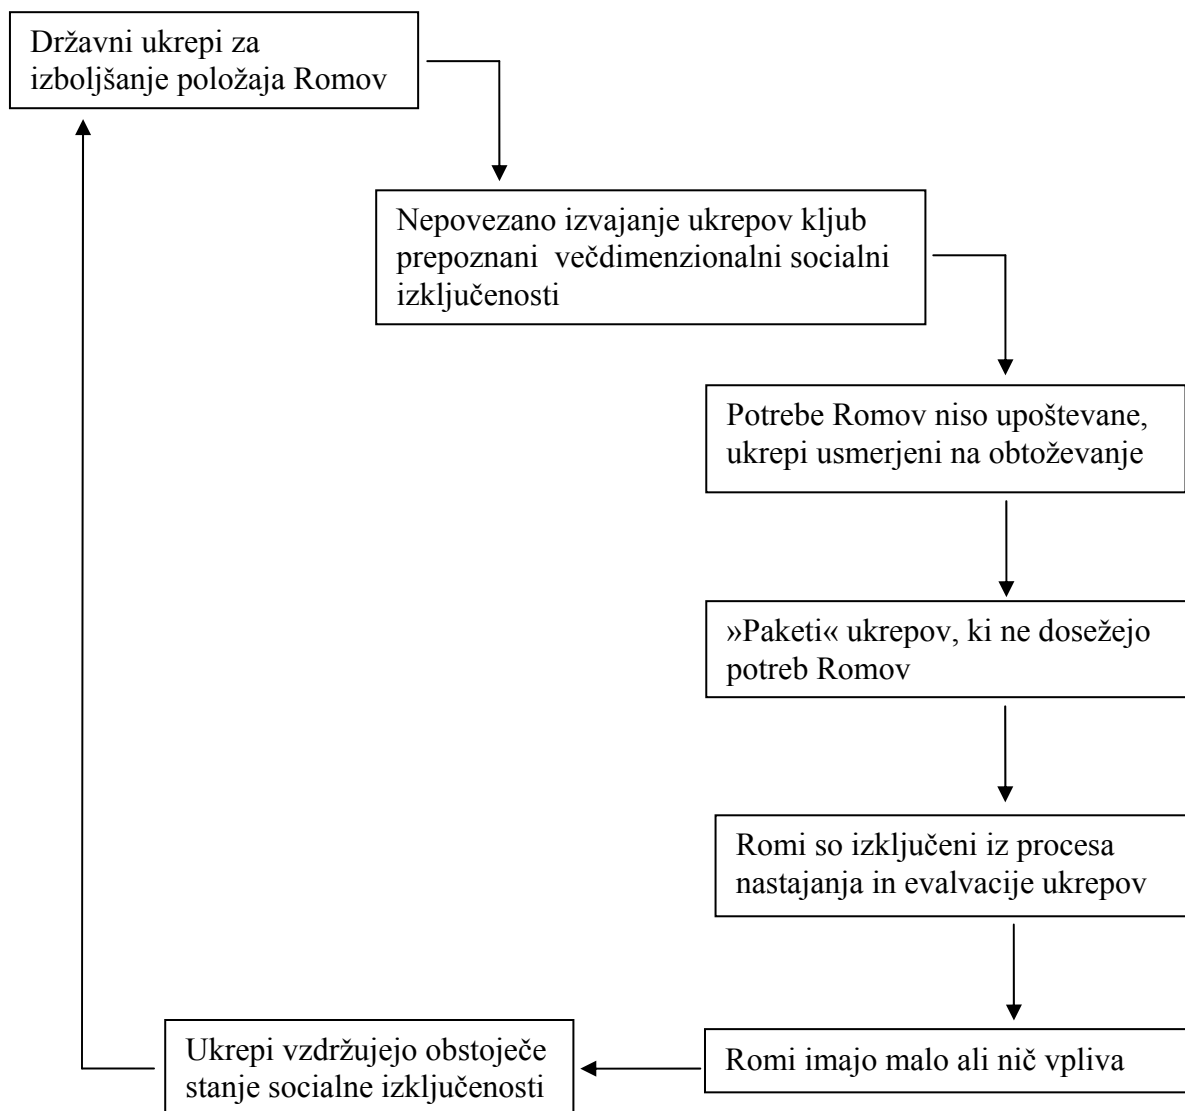 Državni ukrepi za
izboljšanje položaja Romov
Nepovezano izvajanje ukrepov kljub
prepoznani večdimenzionalni socialni
izključenosti
Potrebe Romov niso upoštevane,
ukrepi usmerjeni na obtoževanje
»Paketi« ukrepov, ki ne dosežejo
potreb Romov
Romi so izključeni iz procesa
nastajanja in evalvacije ukrepov
Romi imajo malo ali nič vpliva
Ukrepi vzdržujejo obstoječe
stanje socialne izključenosti